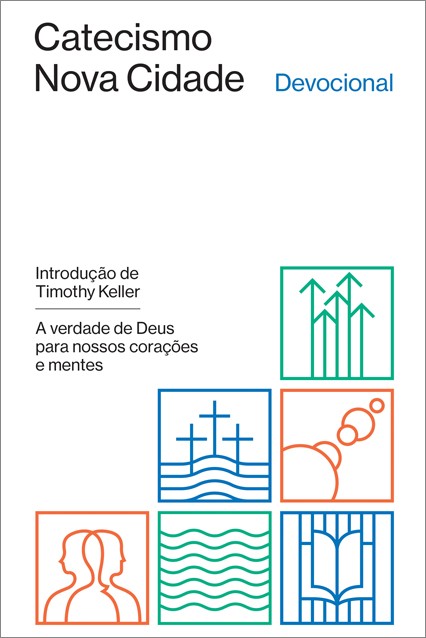 Catecismo
Nova Cidade
Devocional
Introdução de
Timothy Keller
A verdade de Deus
para nossos corações
e mentes